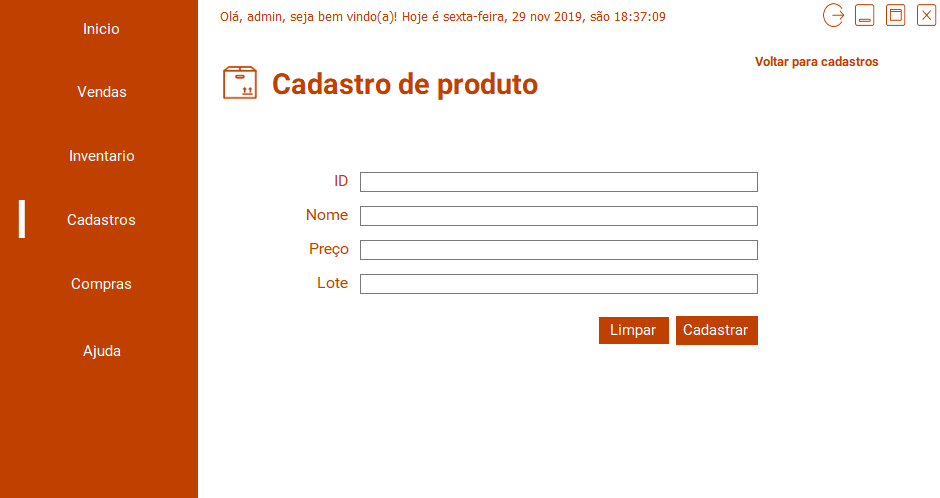 Olá, admin, seja bem vindo(a)! Hoje é sexta-feira, 29 nov 2019, são 18:37:09
Inicio
Vendas
Inventario
Cadastros
Compras
Ajuda
Voltar para cadastros
Cadastro de produto
ID
Nome
Preço
Lote
Limpar
Cadastrar